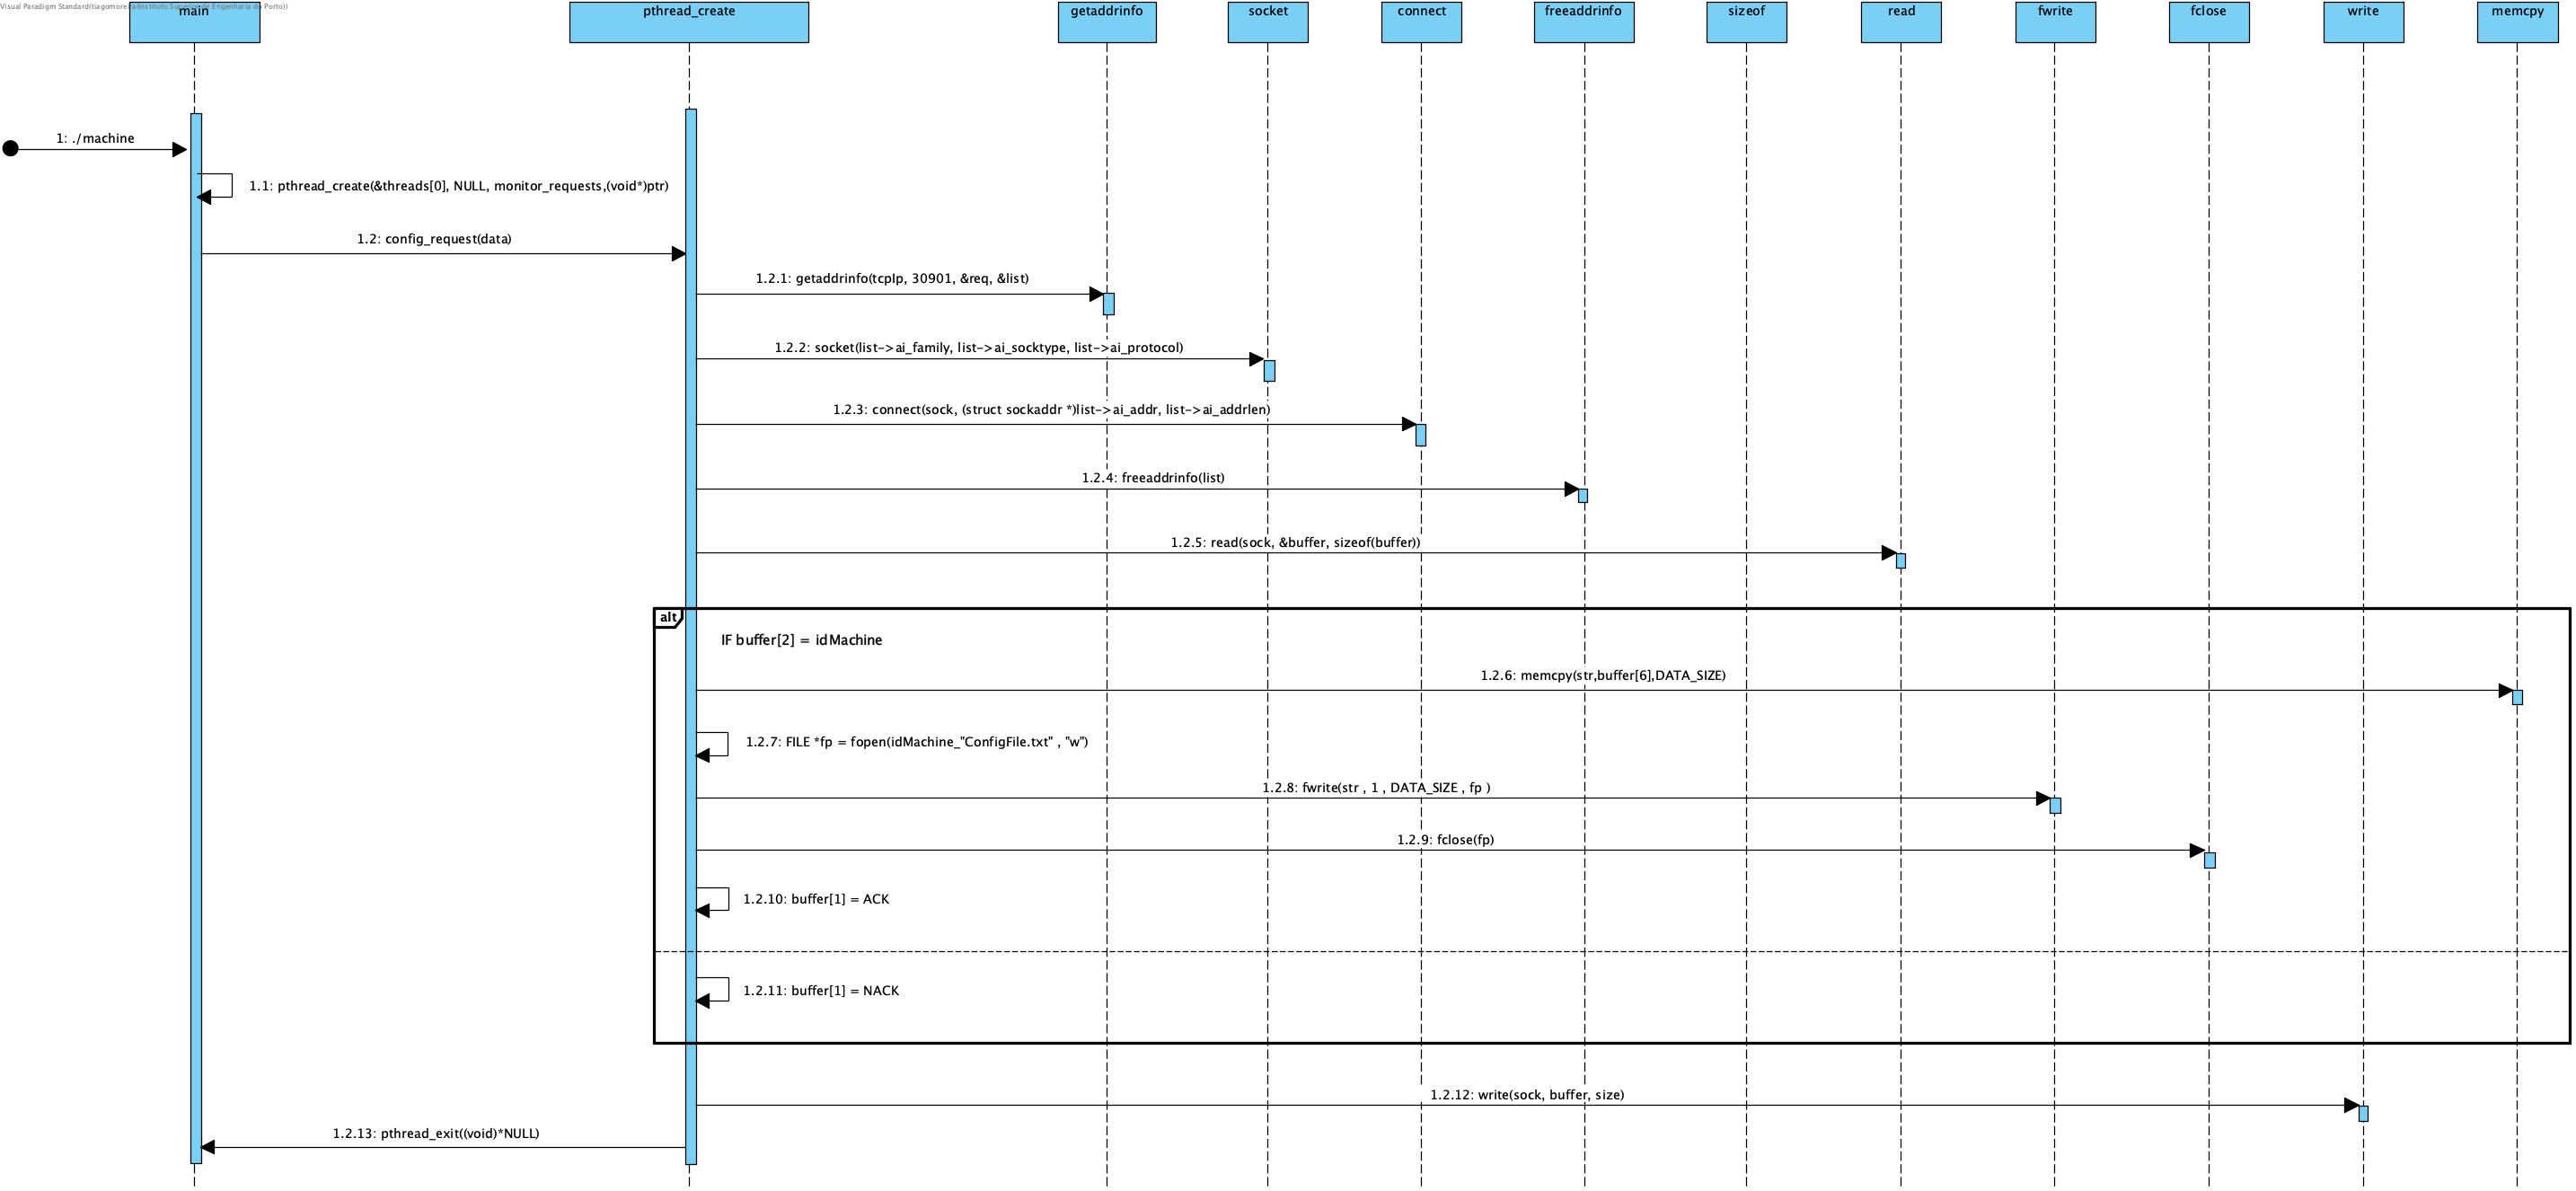 Visual Paradigm Standard(tiagomoreira(Instituto Superior de Engenharia do Porto))
main pthread_create getaddrinfo socket connect freeaddrinfo sizeof read fwrite fclose write memcpy
1: ./machine
1.1: pthread_create(&threads[0], NULL, monitor_requests,(void*)ptr)
1.2: config_request(data)
1.2.1: getaddrinfo(tcpIp, 30901, &req, &list)
1.2.2: socket(list->ai_family, list->ai_socktype, list->ai_protocol)
1.2.3: connect(sock, (struct sockaddr *)list->ai_addr, list->ai_addrlen)
1.2.4: freeaddrinfo(list)
1.2.5: read(sock, &buffer, sizeof(buffer))
alt
IF buffer[2] = idMachine
1.2.6: memcpy(str,buffer[6],DATA_SIZE)
1.2.7: FILE *fp = fopen(idMachine_"ConfigFile.txt" , "w")
1.2.8: fwrite(str , 1 , DATA_SIZE , fp )
1.2.9: fclose(fp)
1.2.10: buffer[1] = ACK
1.2.11: buffer[1] = NACK
1.2.12: write(sock, buffer, size)
1.2.13: pthread_exit((void)*NULL)